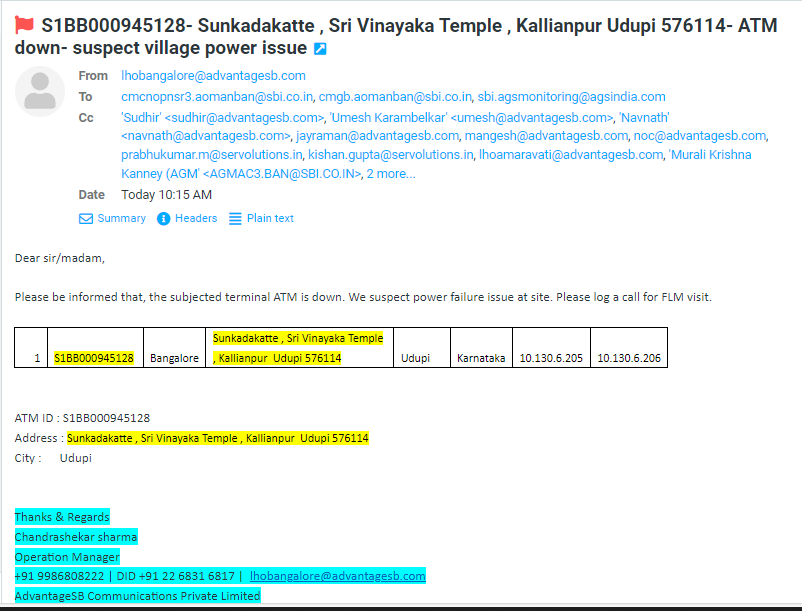 S1BB000945128- Sunkadakatte , Sri Vinayaka Temple , Kallianpur Udupi 576114- ATM
down- suspect village power issue
From lhobangalore@advantagesb.com
To cmcnopnsr3.aomanban@sbi.co.in, cmgb.aomanban@sbi.co.in, sbi.agsmonitoring@agsindia.com
Cc 'Sudhir' <sudhir@advantagesb.com>, 'Umesh Karambelkar' <umesh@advantagesb.com>, 'Navnath'
<navnath@advantagesb.com>, jayraman@advantagesb.com, mangesh@advantagesb.com, noc@advantagesb.com,
prabhukumar.m@servolutions.in, kishan.gupta@servolutions.in, lhoamaravati@advantagesb.com, 'Murali Krishna
Kanney (AGM' <AGMAC3.BAN@SBI.CO.IN>, 2 more...
Date Today 10:15 AM
Summary Headers Plain text
Dear sir/madam,
Please be informed that, the subjected terminal ATM is down. We suspect power failure issue at site. Please log a call for FLM visit.
Sunkadakatte , Sri Vinayaka Temple
1 S1BB000945128 Bangalore , Kallianpur Udupi 576114 Udupi Karnataka 10.130.6.205 10.130.6.206
ATM ID : S1BB000945128
Address : Sunkadakatte , Sri Vinayaka Temple , Kallianpur Udupi 576114
City : Udupi
Thanks & Regards
Chandrashekar sharma
Operation Manager
+91 9986808222 | DID +91 22 6831 6817 | lhobangalore@advantagesb.com
AdvantageSB Communications Private Limited